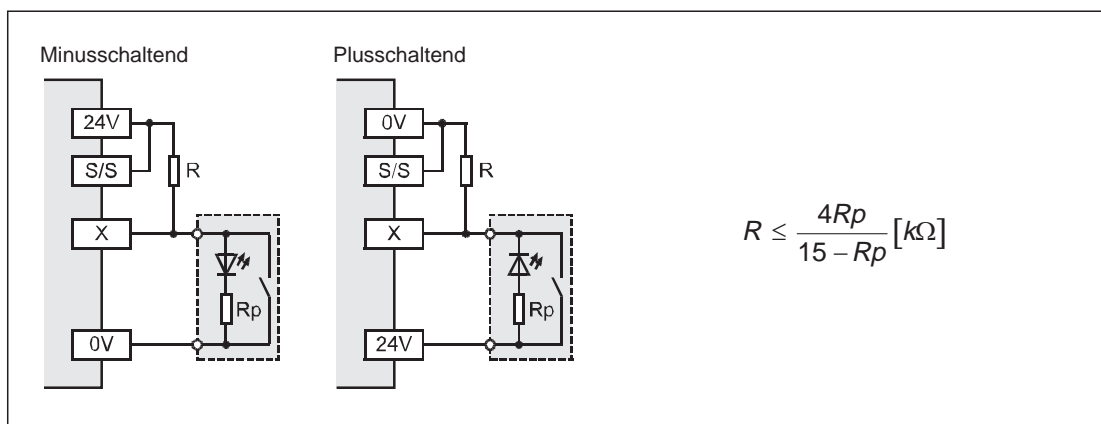 Minusschaltend
24V
S/S
R
X
Rp
0V
Plusschaltend
0V
S/S
R
X
Rp
24V
R ≤ 4Rp / 15 – Rp [kΩ]